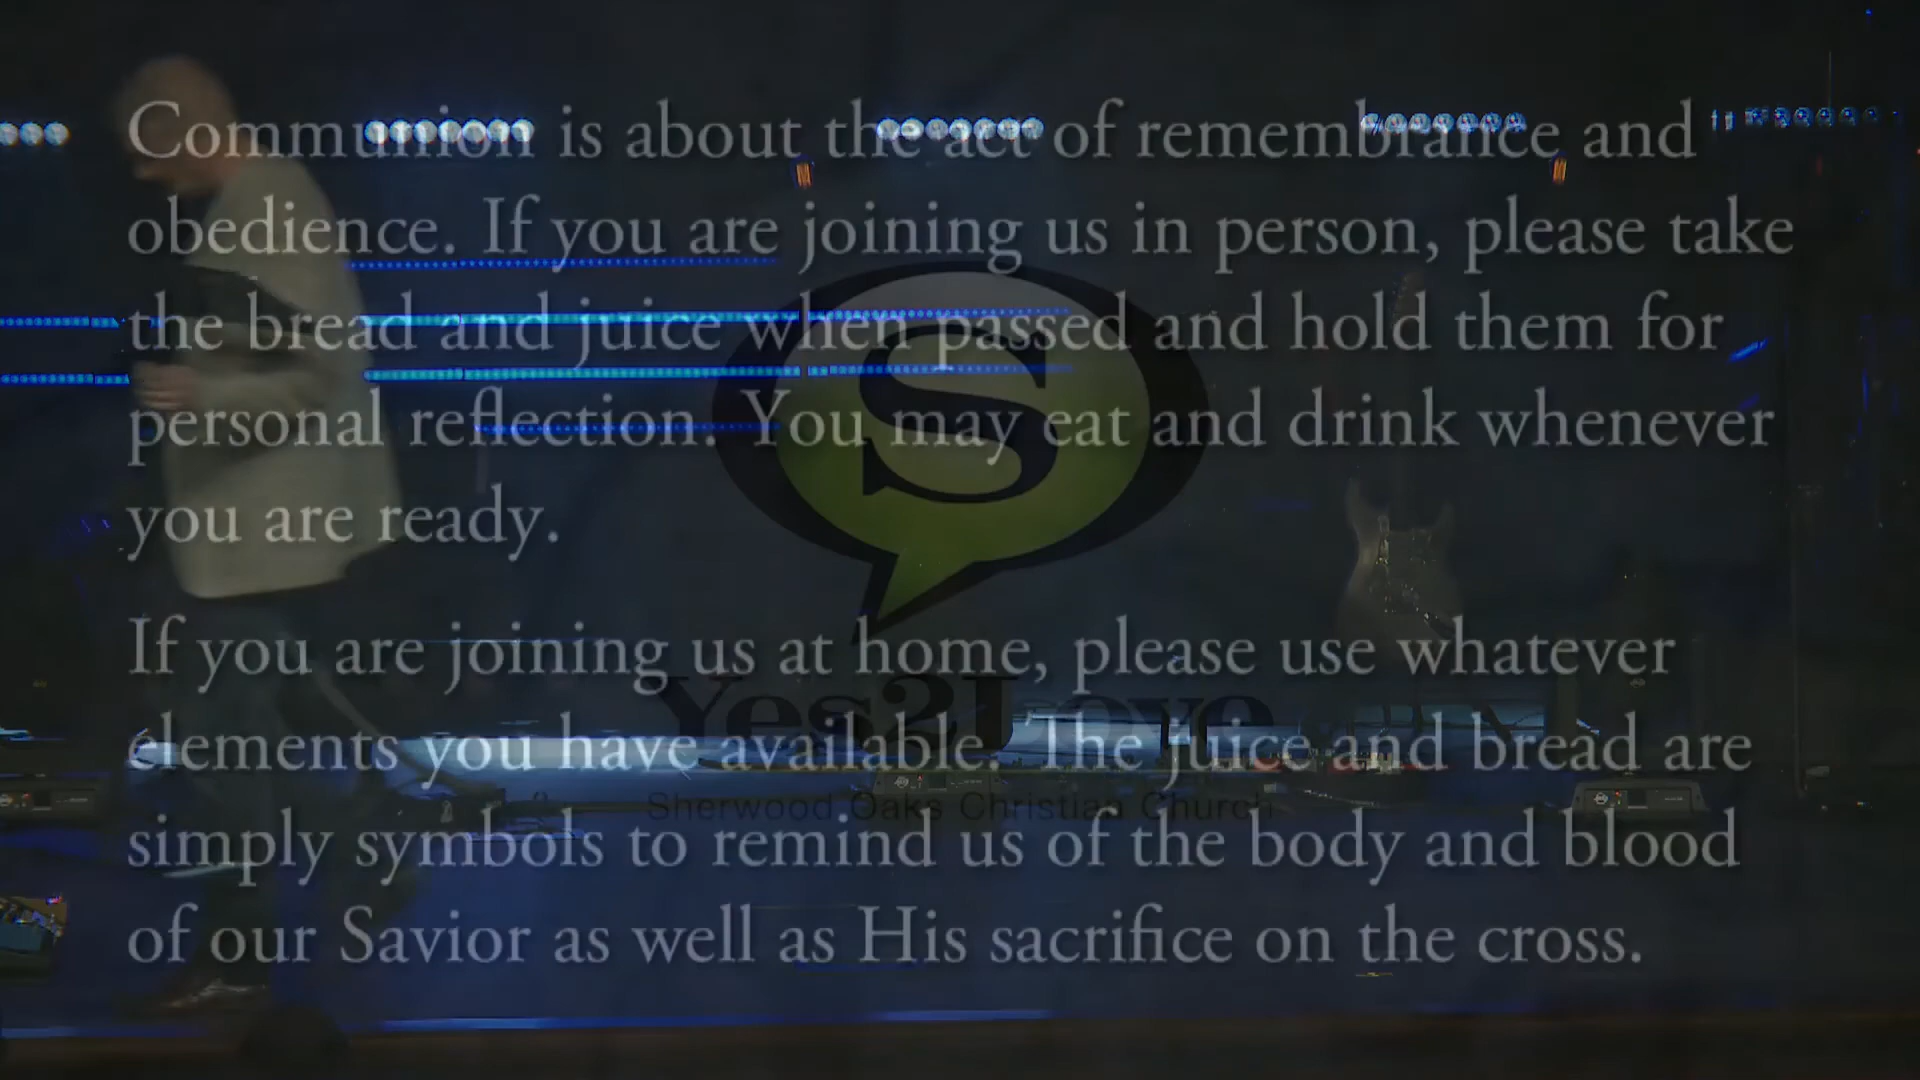 Communion is about the act of remembrance and
obedience. If you are joining us in person, please take
the bread and juice when passed and hold them for
personal reflection. You may eat and drink whenever
you are ready.
If you are joining us at home, please use whatever
elements you have available. The juice and bread are
simply symbols to remind us of the body and blood
of our Savior as well as His sacrifice on the cross.
S
Yes2Love
Sherwood Oaks Christian Church